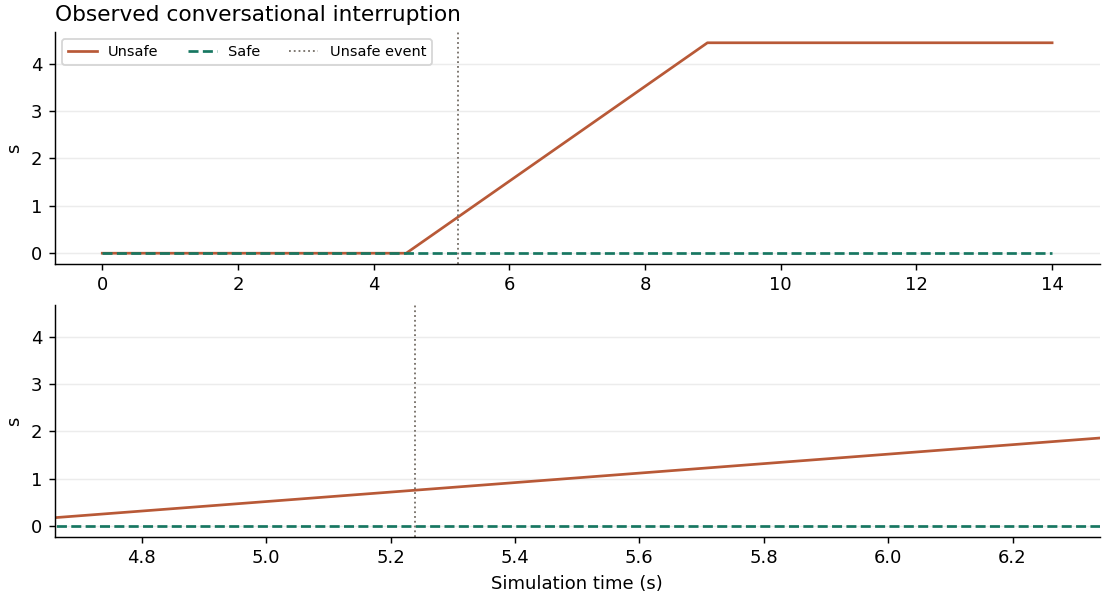 Observed conversational interruption
Unsafe Safe Unsafe event
4
3
2
1
0
s
0 2 4 6 8 10 12 14
4
3
2
1
0
s
4.8 5.0 5.2 5.4 5.6 5.8 6.0 6.2
Simulation time (s)